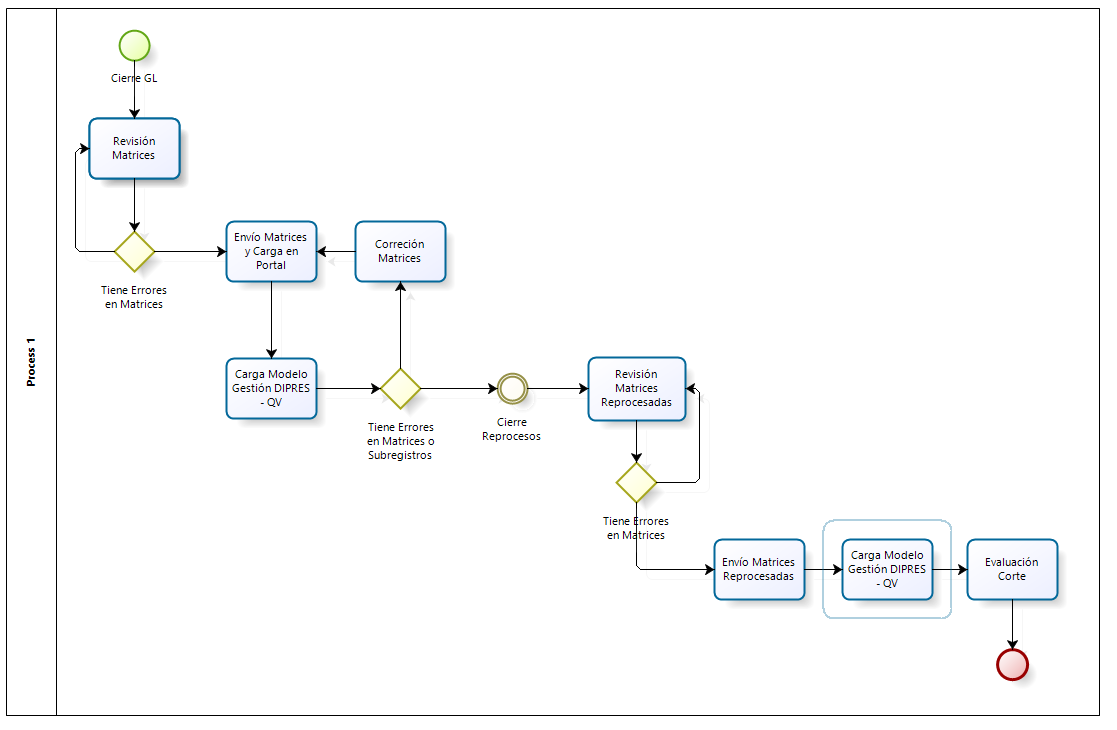 Process 1
Cierre GL
Revisión
Matrices
Tiene Errores
en Matrices
Envío Matrices
y Carga en
Portal
Correción
Matrices
Carga Modelo
Gestión DIPRES
- QV
Tiene Errores
en Matrices o
Subregistros
Cierre
Reprocesos
Revisión
Matrices
Reprocesadas
Tiene Errores
en Matrices
Envío Matrices
Reprocesadas
Carga Modelo
Gestión DIPRES
- QV
Evaluación
Corte